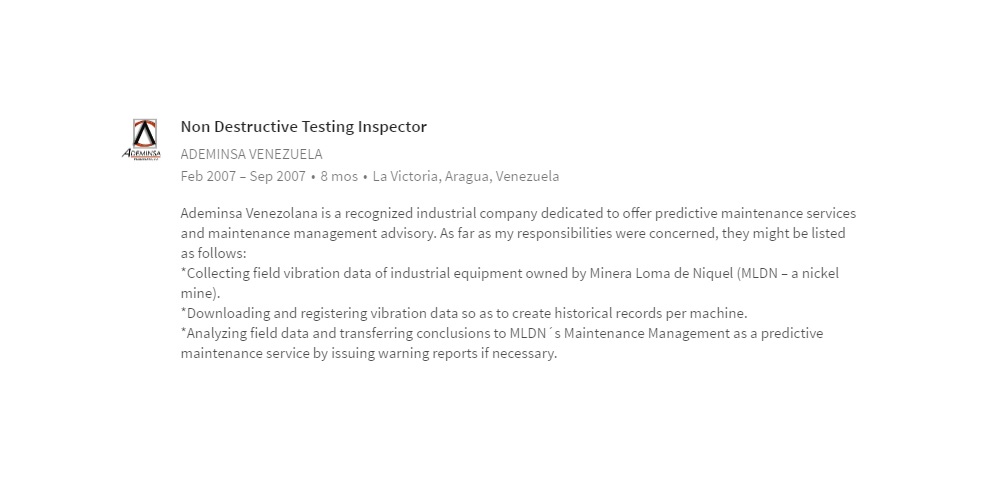 Non Destructive Testing Inspector
ADEMINSA
ADEMINSA VENEZUELA
Feb 2007 – Sep 2007 • 8 mos • La Victoria, Aragua, Venezuela
Ademinsa Venezolana is a recognized industrial company dedicated to offer predictive maintenance services
and maintenance management advisory. As far as my responsibilities were concerned, they might be listed
as follows:
*Collecting field vibration data of industrial equipment owned by Minera Loma de Niquel (MLDN – a nickel
mine).
*Downloading and registering vibration data so as to create historical records per machine.
*Analyzing field data and transferring conclusions to MLDN´s Maintenance Management as a predictive
maintenance service by issuing warning reports if necessary.